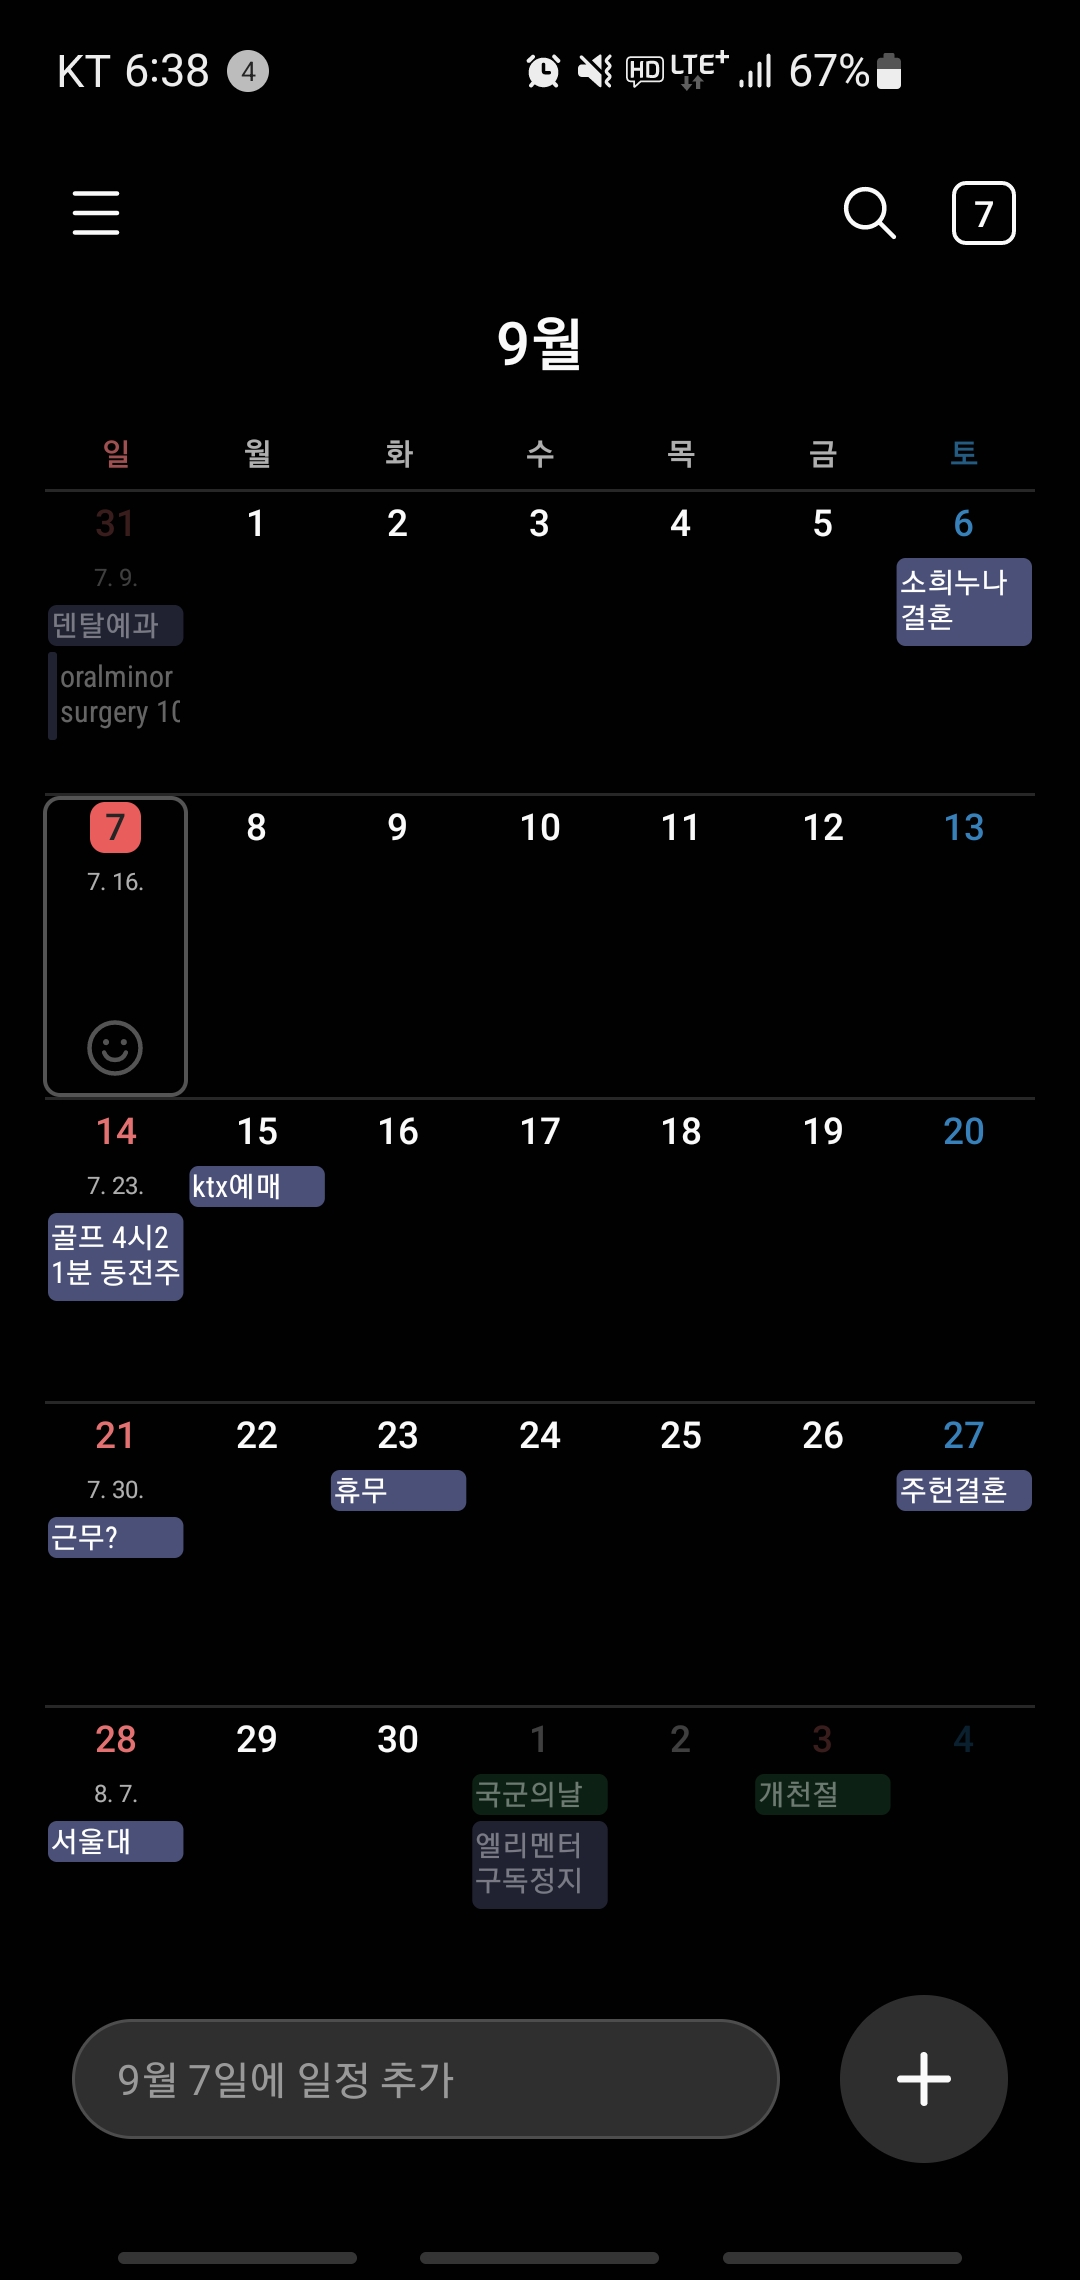 KT 6:38 4 HD LTE+ 67%
7
9월
일 월 화 수 목 금 토
31 1 2 3 4 5 6
7. 9.
덴탈예과
oralminor
surgery 10
소희누나
결혼
7 8 9 10 11 12 13
7. 16.
14 15 16 17 18 19 20
7. 23.
골프 4시2
1분 동전주
ktx예매
21 22 23 24 25 26 27
7. 30.
근무?
휴무
주헌결혼
28 29 30 1 2 3 4
8. 7.
서울대
국군의날
엘리멘터
구독정지
개천절
9월 7일에 일정 추가